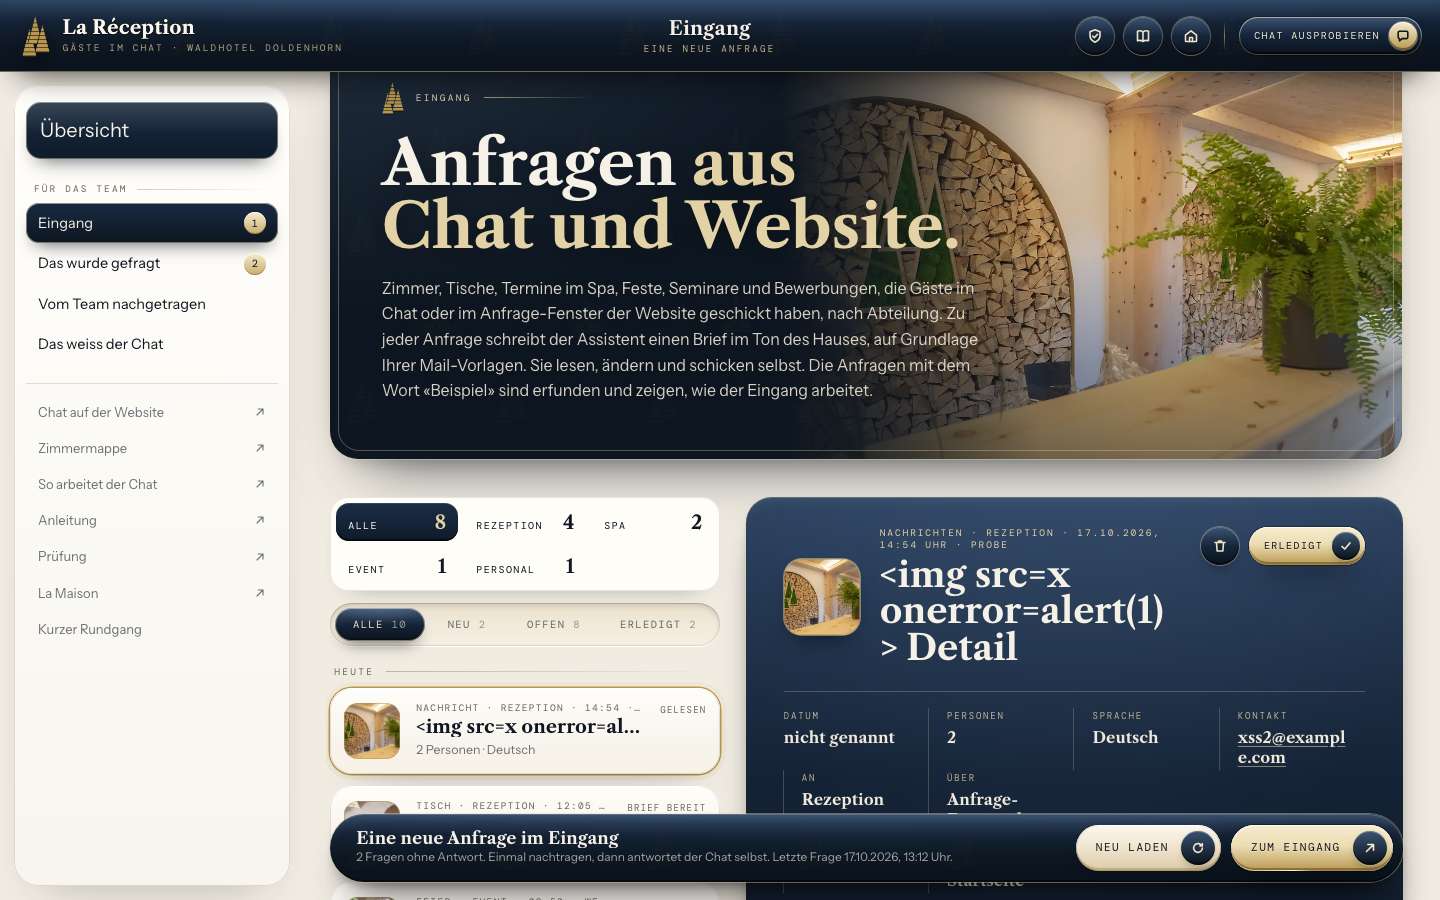 La Réception
GÄSTE IM CHAT · WALDHOTEL DOLDENHORN
Eingang
EINE NEUE ANFRAGE
CHAT AUSPROBIEREN
Übersicht
FÜR DAS TEAM
Eingang 1
Das wurde gefragt 2
Vom Team nachgetragen
Das weiss der Chat
Chat auf der Website
Zimmermappe
So arbeitet der Chat
Anleitung
Prüfung
La Maison
Kurzer Rundgang
EINGANG
Anfragen aus
Chat und Website.
Zimmer, Tische, Termine im Spa, Feste, Seminare und Bewerbungen, die Gäste im
Chat oder im Anfrage-Fenster der Website geschickt haben, nach Abteilung. Zu
jeder Anfrage schreibt der Assistent einen Brief im Ton des Hauses, auf Grundlage
Ihrer Mail-Vorlagen. Sie lesen, ändern und schicken selbst. Die Anfragen mit dem
Wort «Beispiel» sind erfunden und zeigen, wie der Eingang arbeitet.
ALLE 8 REZEPTION 4 SPA 2
EVENT 1 PERSONAL 1
ALLE 10 NEU 2 OFFEN 8 ERLEDIGT 2
HEUTE
NACHRICHT · REZEPTION · 14:54 ·… GELESEN
<img src=x onerror=al…
2 Personen · Deutsch
TISCH · REZEPTION · 12:05 … BRIEF BEREIT
NACHRICHTEN · REZEPTION · 17.10.2026,
14:54 UHR · PROBE
ERLEDIGT
<img src=x
onerror=alert(1)
> Detail
DATUM
nicht genannt
PERSONEN
2
SPRACHE
Deutsch
KONTAKT
xss2@exampl
e.com
AN
Rezeption
ÜBER
Anfrage-
Startseite
Eine neue Anfrage im Eingang
2 Fragen ohne Antwort. Einmal nachtragen, dann antwortet der Chat selbst. Letzte Frage 17.10.2026, 13:12 Uhr.
NEU LADEN
ZUM EINGANG